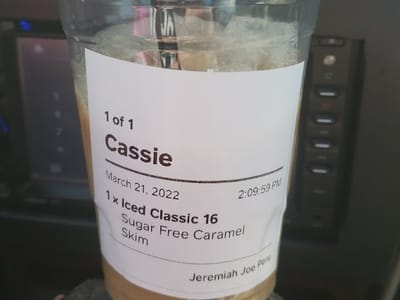 1 of 1
Cassie
March 21, 2022 2:09:59 PM
1 x Iced Classic 16
Sugar Free Caramel
Skim
Jeremiah Joe Peru